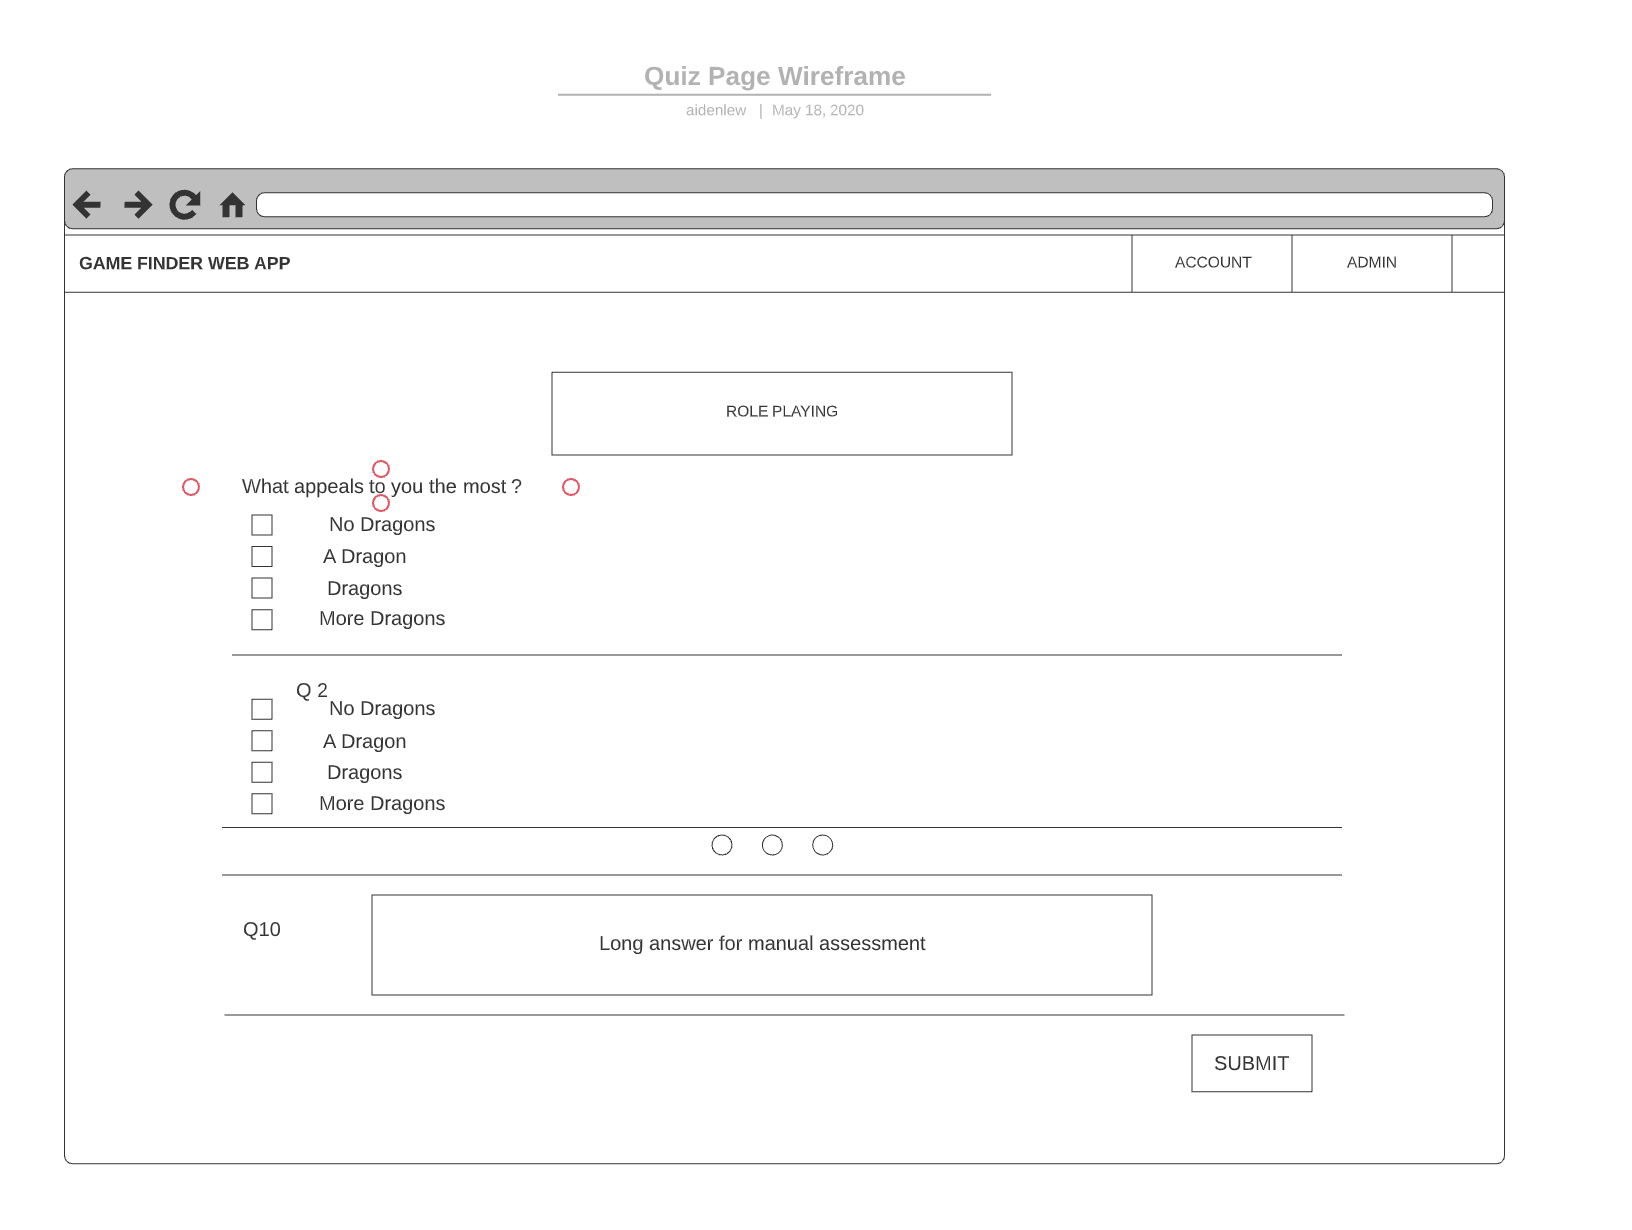 Quiz Page Wireframe
aidenlew | May 18, 2020
GAME FINDER WEB APP
ACCOUNT
ADMIN
ROLE PLAYING
What appeals to you the most ?
No Dragons
A Dragon
Dragons
More Dragons
Q 2
No Dragons
A Dragon
Dragons
More Dragons
Q10
Long answer for manual assessment
SUBMIT